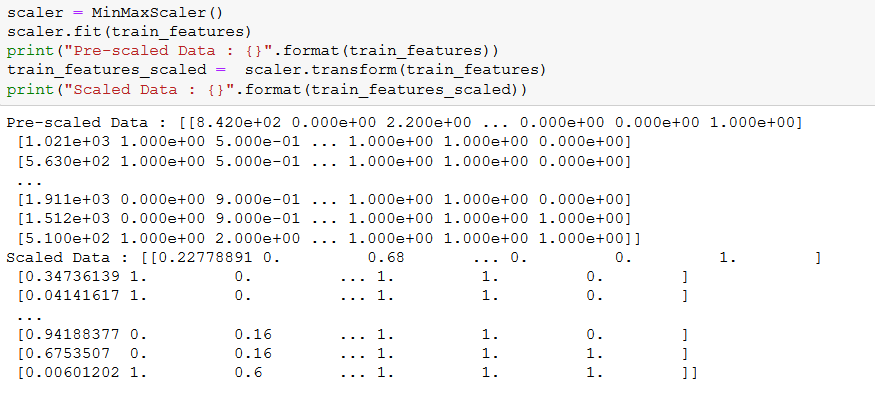 scaler = MinMaxScaler()
scaler.fit(train_features)
print("Pre-scaled Data : {}".format(train_features))
train_features_scaled =  scaler.transform(train_features)
print("Scaled Data : {}".format(train_features_scaled))
Pre-scaled Data : [[8.420e+02 0.000e+00 2.200e+00 ... 0.000e+00 0.000e+00 1.000e+00]
 [1.021e+03 1.000e+00 5.000e-01 ... 1.000e+00 1.000e+00 0.000e+00]
 [5.630e+02 1.000e+00 5.000e-01 ... 1.000e+00 1.000e+00 0.000e+00]
 ...
 [1.911e+03 0.000e+00 9.000e-01 ... 1.000e+00 1.000e+00 0.000e+00]
 [1.512e+03 0.000e+00 9.000e-01 ... 1.000e+00 1.000e+00 1.000e+00]
 [5.100e+02 1.000e+00 2.000e+00 ... 1.000e+00 1.000e+00 1.000e+00]]
Scaled Data : [[0.22778891 0.         0.68       ... 0.         0.         1.        ]
 [0.34736139 1.         0.         ... 1.         1.         0.        ]
 [0.04141617 1.         0.         ... 1.         1.         0.        ]
 ...
 [0.94188377 0.         0.16       ... 1.         1.         0.        ]
 [0.6753507  0.         0.16       ... 1.         1.         1.        ]
 [0.00601202 1.         0.6        ... 1.         1.         1.        ]]